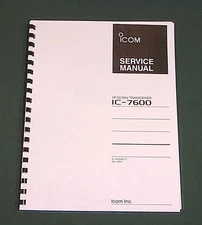 ICOM
SERVICE
MANUAL
HF/50 MHz TRANSCEIVER
IC-7600
Icom Inc.